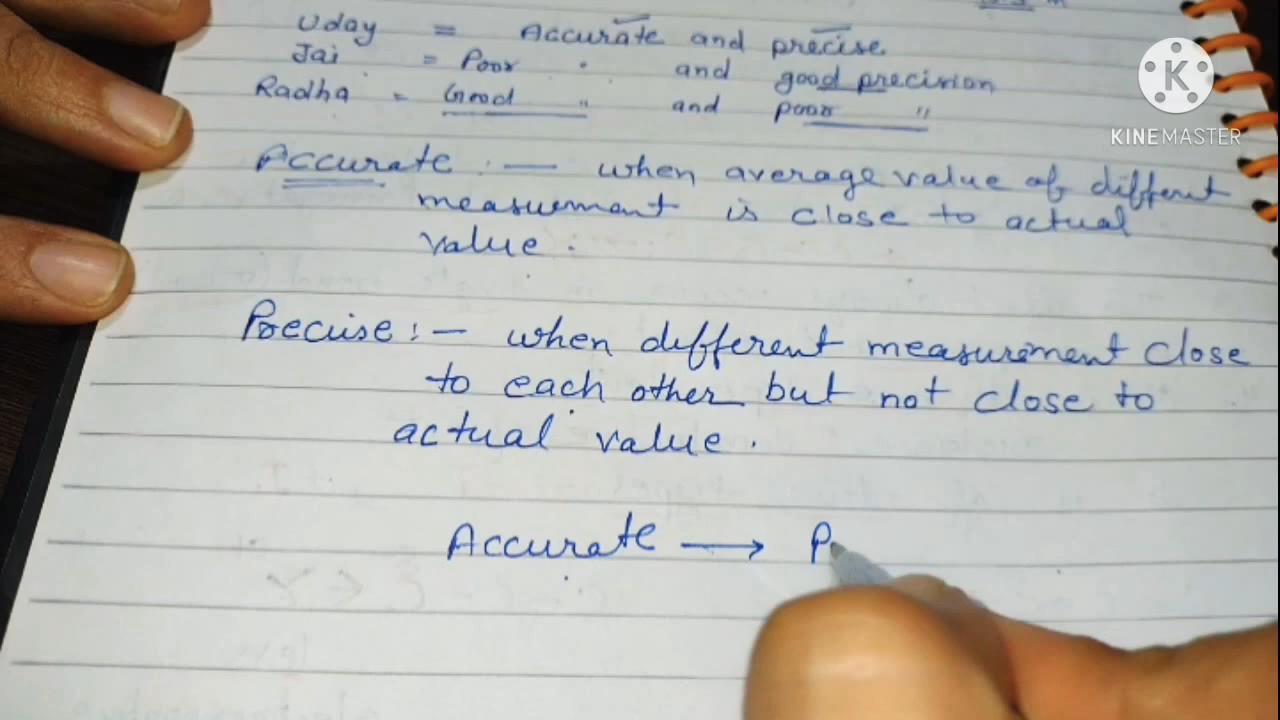 Uday = Accurate and precise
Jai = Poor " and good precision
Radha = Good " and poor "
KINEMASTER
Accurate :— when average value of different
measurment is close to actual
value.
Precise :— when different measurement close
to each other but not close to
actual value.
Accurate → P